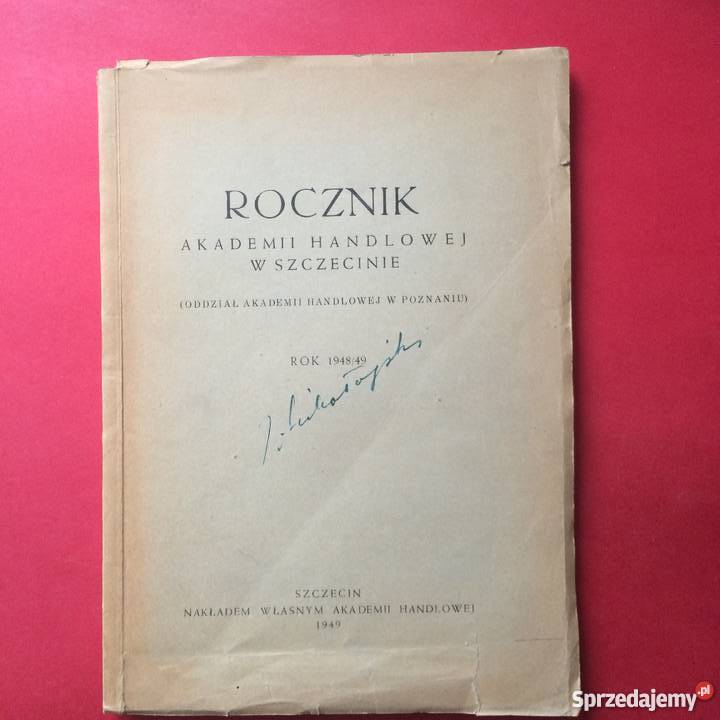 ROCZNIK
AKADEMII HANDLOWEJ
W SZCZECINIE
(ODDZIAŁ AKADEMII HANDLOWEJ W POZNANIU)
ROK 1948/49
SZCZECIN
NAKŁADEM WŁASNYM AKADEMII HANDLOWEJ
1949
Sprzedajemy.pl